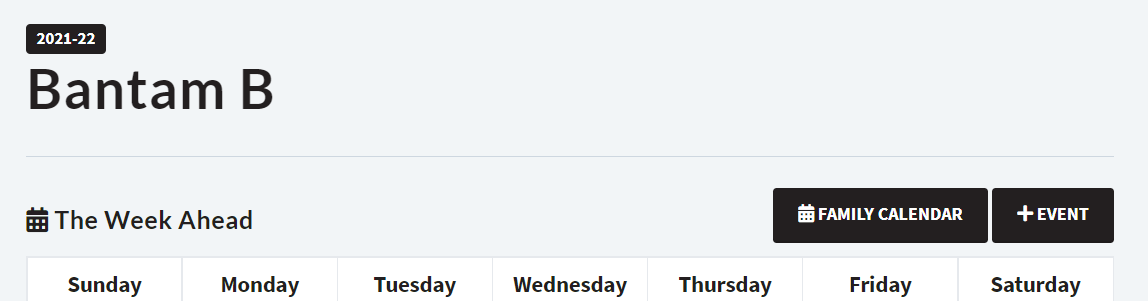 2021-22
Bantam B
The Week Ahead
FAMILY CALENDAR
EVENT
Sunday Monday Tuesday Wednesday Thursday Friday Saturday